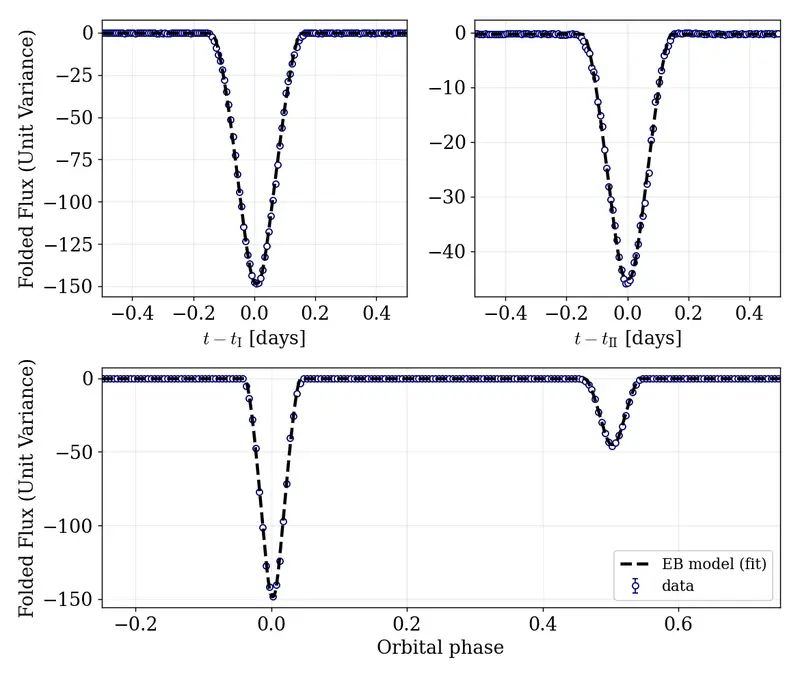 Folded Flux (Unit Variance)
0
−25
−50
−75
−100
−125
−150
−0.4 −0.2 0.0 0.2 0.4
t − tI [days]
0
−10
−20
−30
−40
−0.4 −0.2 0.0 0.2 0.4
t − tII [days]
Folded Flux (Unit Variance)
0
−50
−100
−150
−0.2 0.0 0.2 0.4 0.6
Orbital phase
EB model (fit)
data